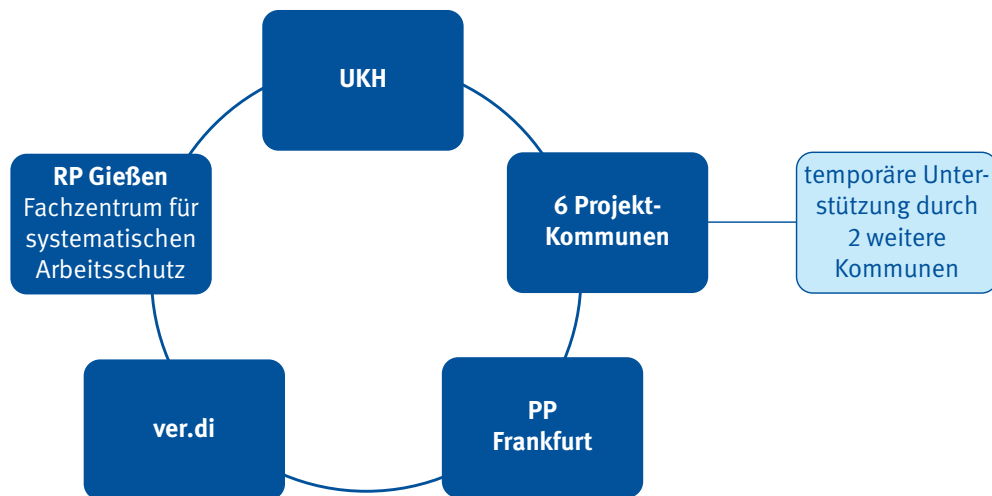 UKH
RP Gießen
Fachzentrum für
systematischen
Arbeitsschutz
6 Projekt-
Kommunen
temporäre Unter-
stützung durch
2 weitere
Kommunen
ver.di
PP
Frankfurt